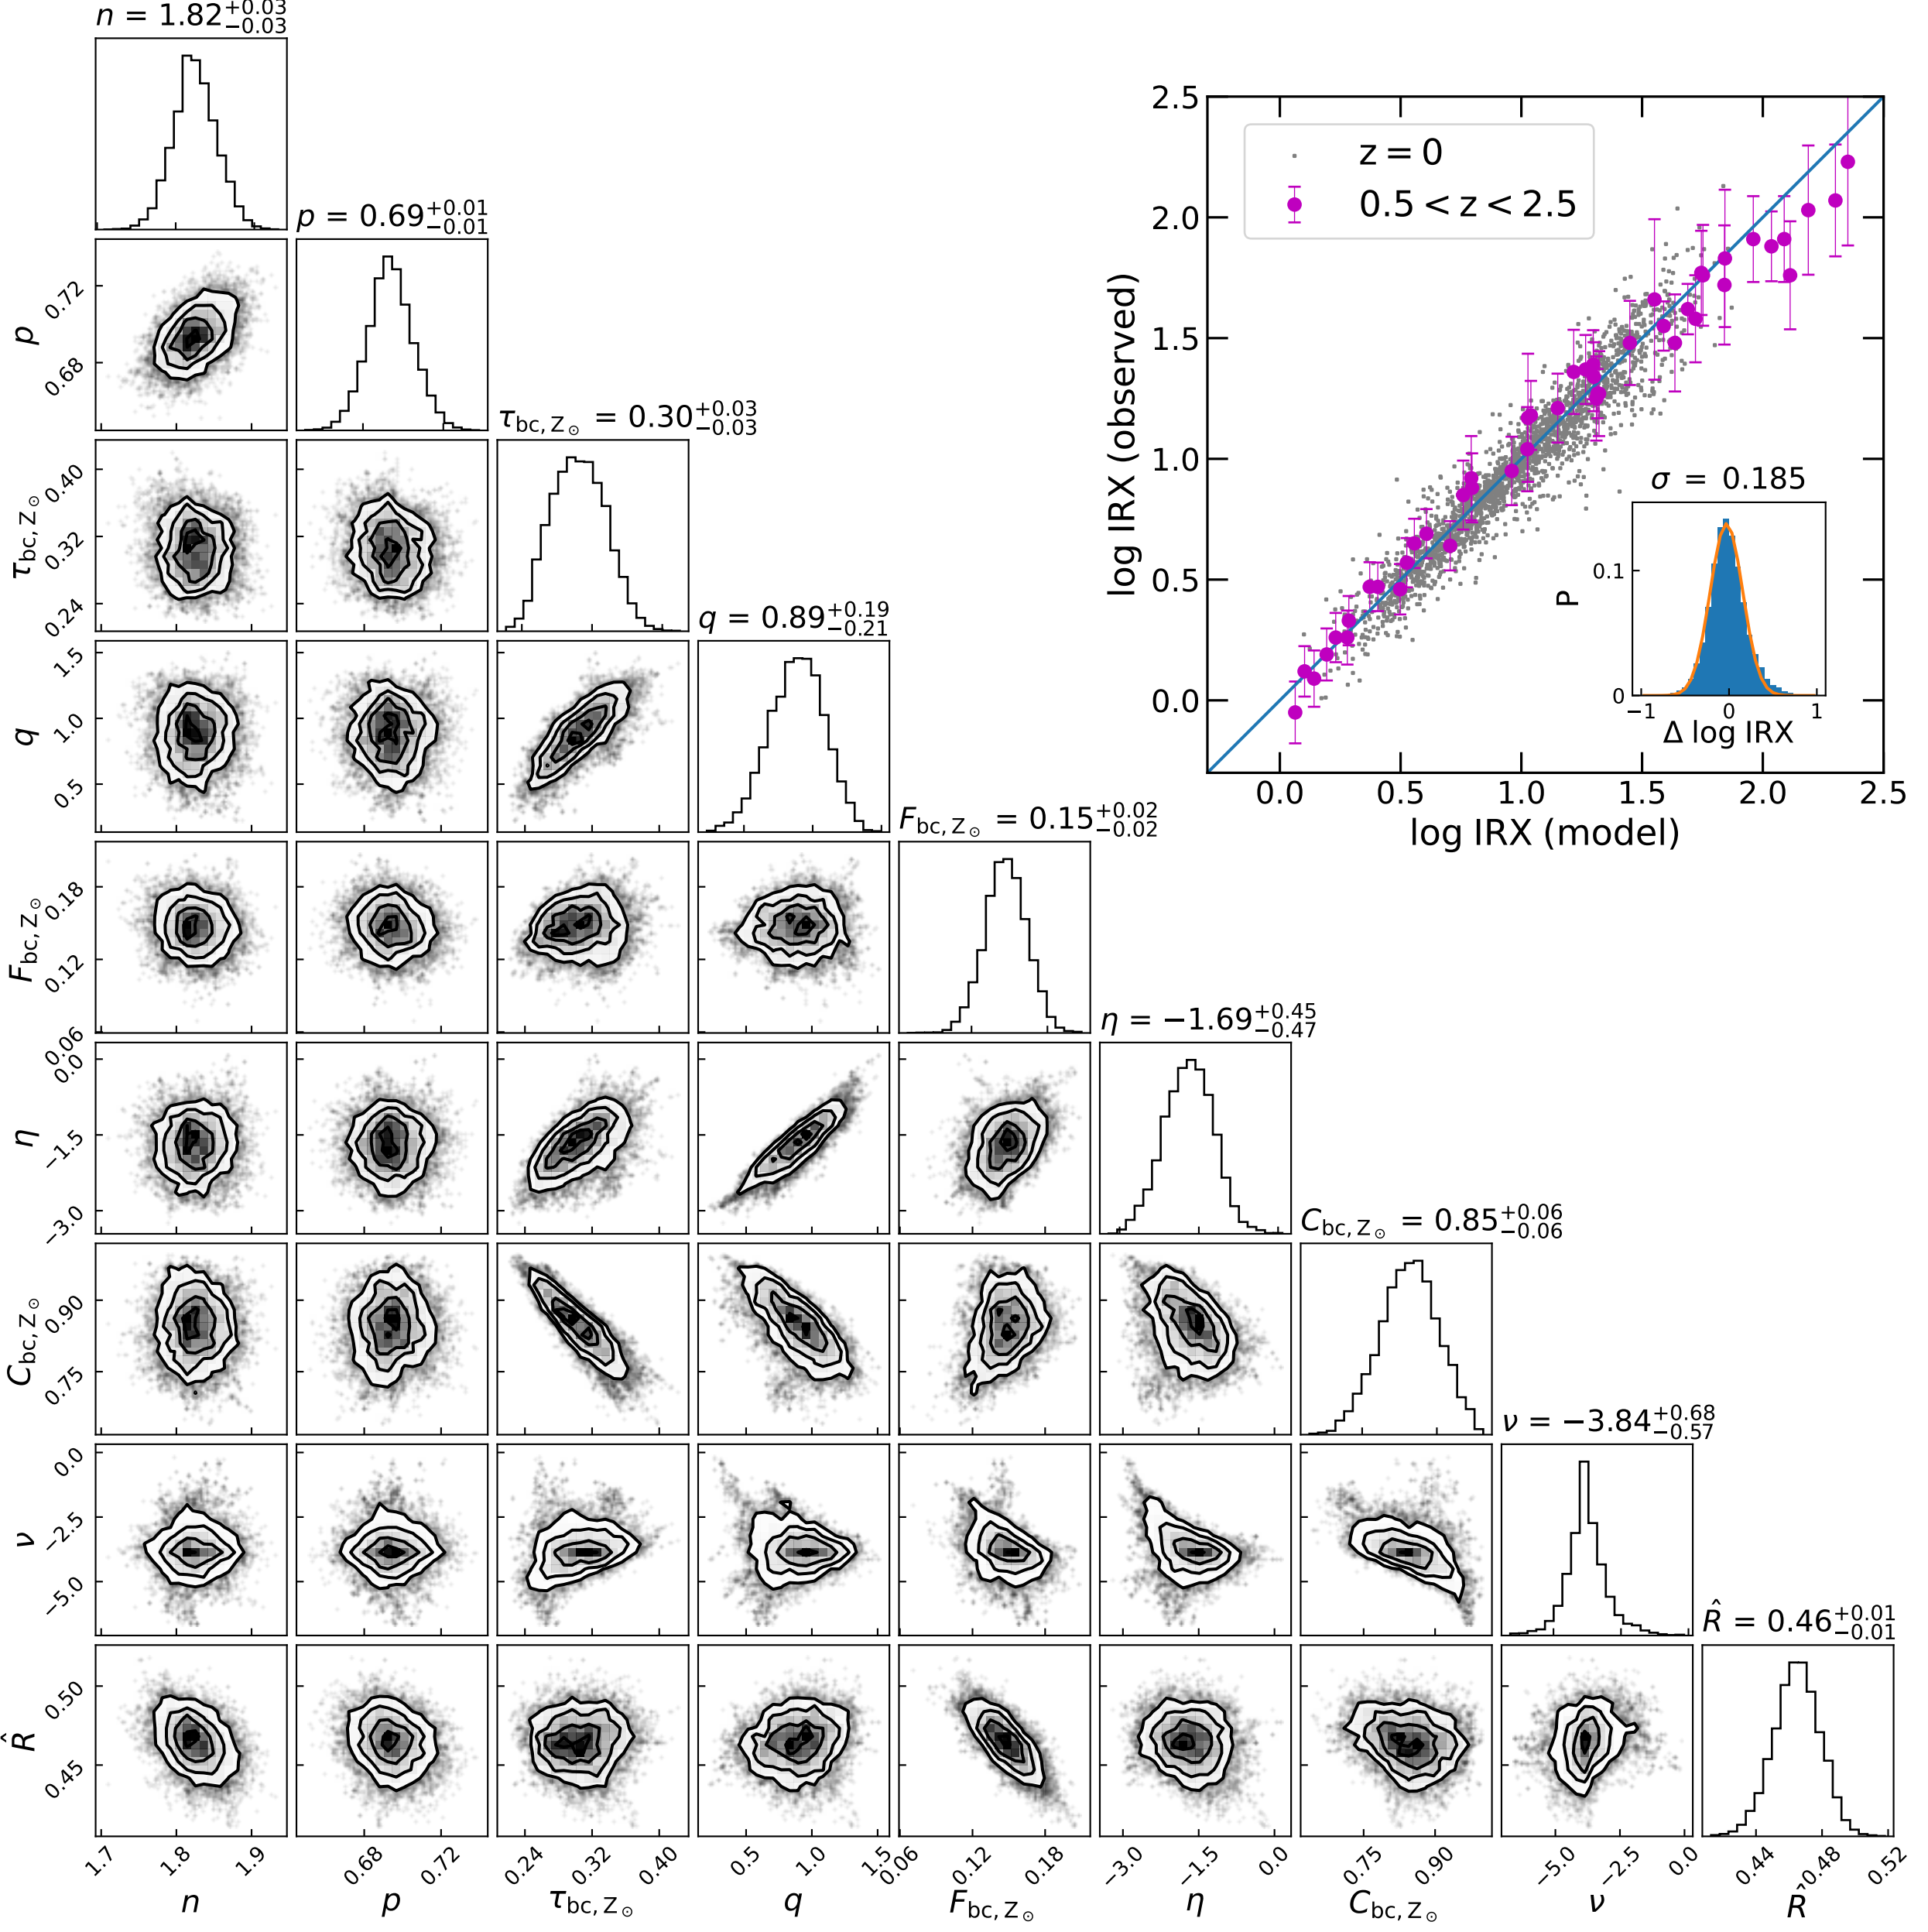 n = 1.82+0.03 −0.03
p = 0.69+0.01 −0.01
τbc, Z⊙ = 0.30+0.03 −0.03
q = 0.89+0.19 −0.21
Fbc, Z⊙ = 0.15+0.02 −0.02
η = −1.69+0.45 −0.47
Cbc, Z⊙ = 0.85+0.06 −0.06
ν = −3.84+0.68 −0.57
R̂ = 0.46+0.01 −0.01
p
0.72
0.68
τbc, Z⊙
0.40
0.32
0.24
q
1.5
1.0
0.5
Fbc, Z⊙
0.18
0.12
0.06
η
0.0
−1.5
−3.0
Cbc, Z⊙
0.90
0.75
ν
0.0
−2.5
−5.0
R̂
0.50
0.45
1.7 1.8 1.9
0.68 0.72
0.24 0.32 0.40
0.5 1.0 1.5
0.06 0.12 0.18
−3.0 −1.5 0.0
0.75 0.90
−5.0 −2.5 0.0
0.44 0.48 0.52
n p τbc, Z⊙ q Fbc, Z⊙ η Cbc, Z⊙ ν R̂
log IRX (observed)
2.5
2.0
1.5
1.0
0.5
0.0
z = 0
0.5 < z < 2.5
σ = 0.185
P
0.1
0
−1 0 1
Δ log IRX
0.0 0.5 1.0 1.5 2.0 2.5
log IRX (model)